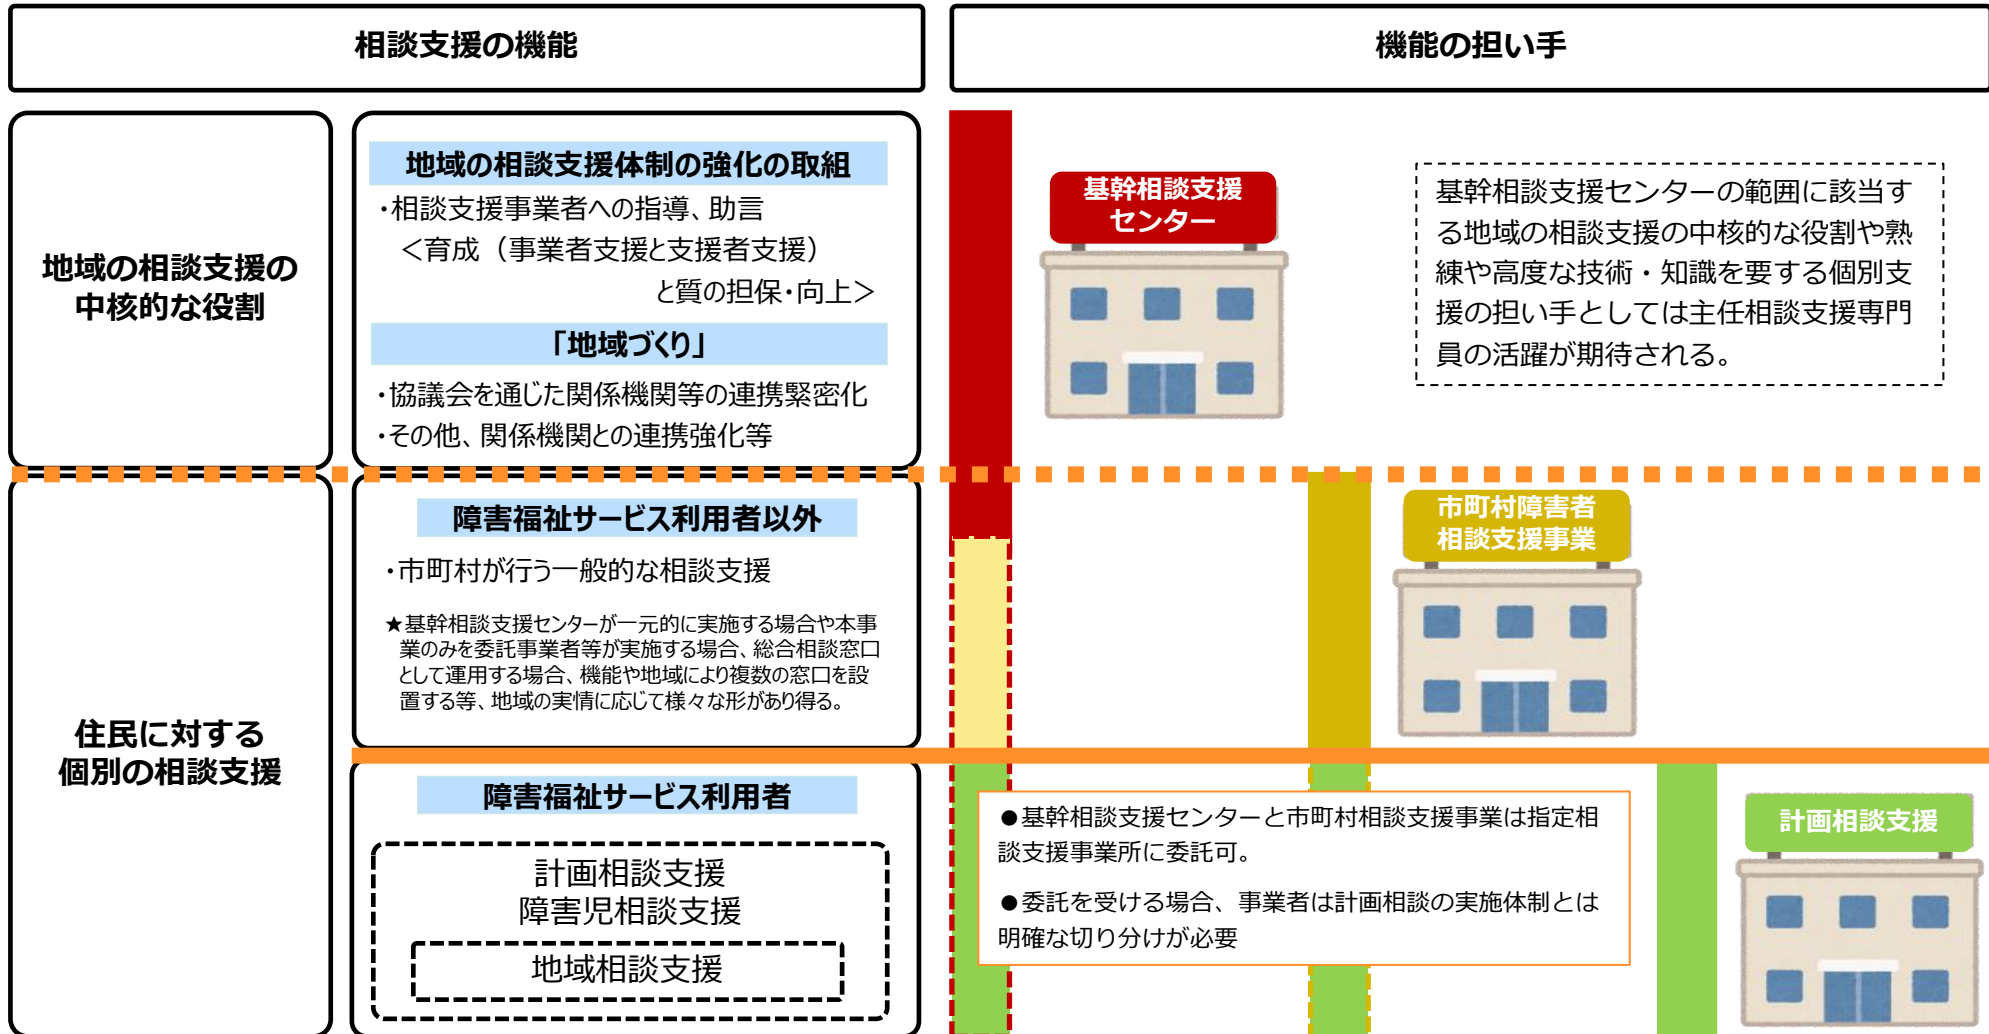 相談支援の機能
機能の担い手
地域の相談支援の
中核的な役割
地域の相談支援体制の強化の取組
・相談支援事業者への指導、助言
＜育成（事業者支援と支援者支援）
と質の担保・向上＞
「地域づくり」
・協議会を通じた関係機関等の連携緊密化
・その他、関係機関との連携強化等
基幹相談支援
センター
基幹相談支援センターの範囲に該当す
る地域の相談支援の中核的な役割や熟
練や高度な技術・知識を要する個別支
援の担い手としては主任相談支援専門
員の活躍が期待される。
住民に対する
個別の相談支援
障害福祉サービス利用者以外
・市町村が行う一般的な相談支援
★基幹相談支援センターが一元的に実施する場合や本事
業のみを委託事業者等が実施する場合、総合相談窓口
として運用する場合、機能や地域により複数の窓口を設
置する等、地域の実情に応じて様々な形があり得る。
市町村障害者
相談支援事業
障害福祉サービス利用者
計画相談支援
障害児相談支援
地域相談支援
●基幹相談支援センターと市町村相談支援事業は指定相
談支援事業所に委託可。
●委託を受ける場合、事業者は計画相談の実施体制とは
明確な切り分けが必要
計画相談支援